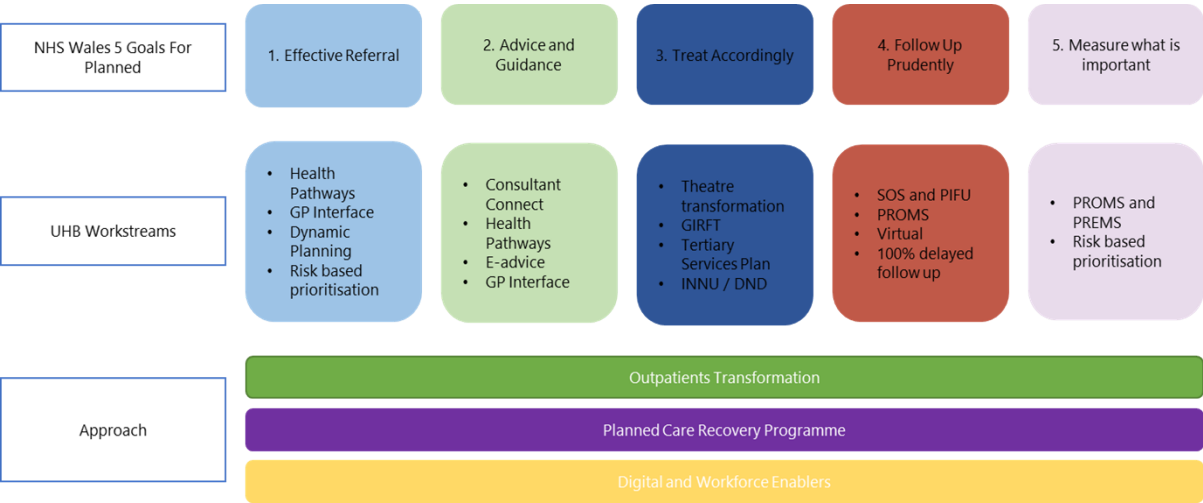 NHS Wales 5 Goals For
Planned
1. Effective Referral
2. Advice and
Guidance
3. Treat Accordingly
4. Follow Up
Prudently
5. Measure what is
important
UHB Workstreams
• Health
Pathways
• GP Interface
• Dynamic
Planning
• Risk based
prioritisation
• Consultant
Connect
• Health
Pathways
• E-advice
• GP Interface
• Theatre
transformation
• GIRFT
• Tertiary
Services Plan
• INNU / DND
• SOS and PIFU
• PROMS
• Virtual
• 100% delayed
follow up
• PROMS and
PREMS
• Risk based
prioritisation
Approach
Outpatients Transformation
Planned Care Recovery Programme
Digital and Workforce Enablers